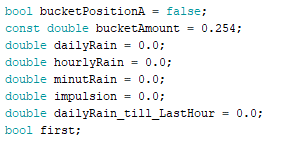 bool bucketPositionA = false;
const double bucketAmount = 0.254;
double dailyRain = 0.0;
double hourlyRain = 0.0;
double minutRain = 0.0;
double impulsion = 0.0;
double dailyRain_till_LastHour = 0.0;
bool first;